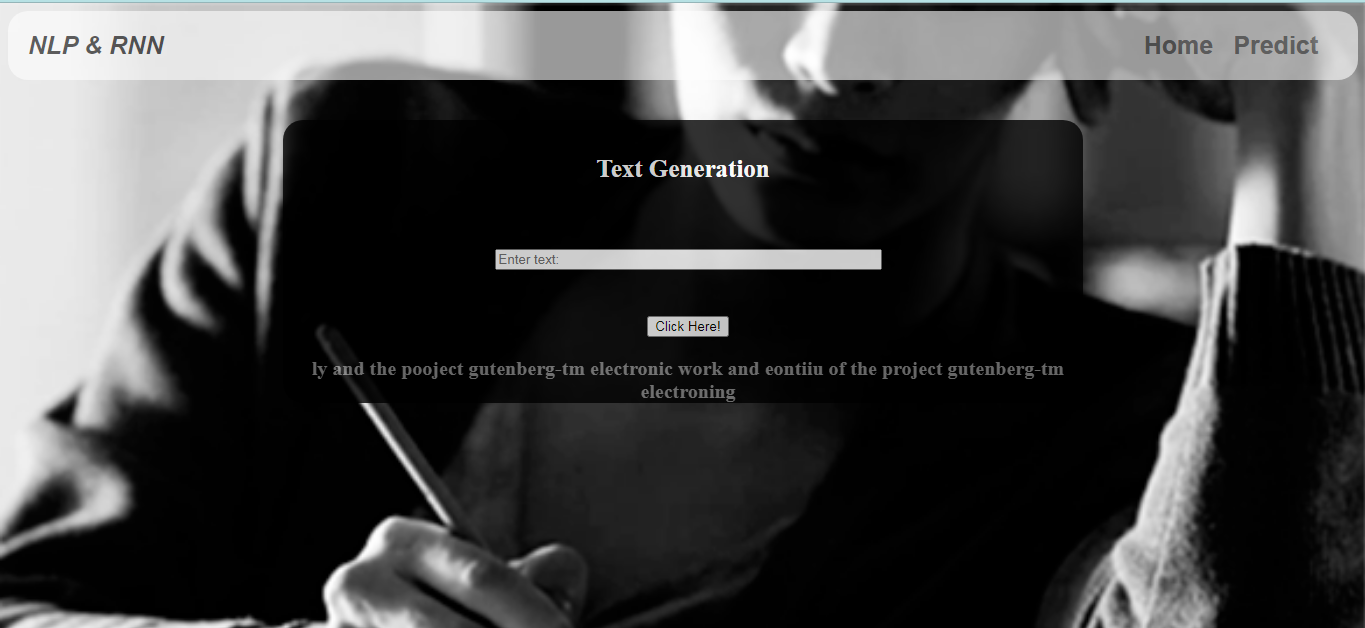 NLP & RNN
Home Predict
Text Generation
Enter text:
Click Here!
ly and the pooject gutenberg-tm electronic work and eontiiu of the project gutenberg-tm
electroning